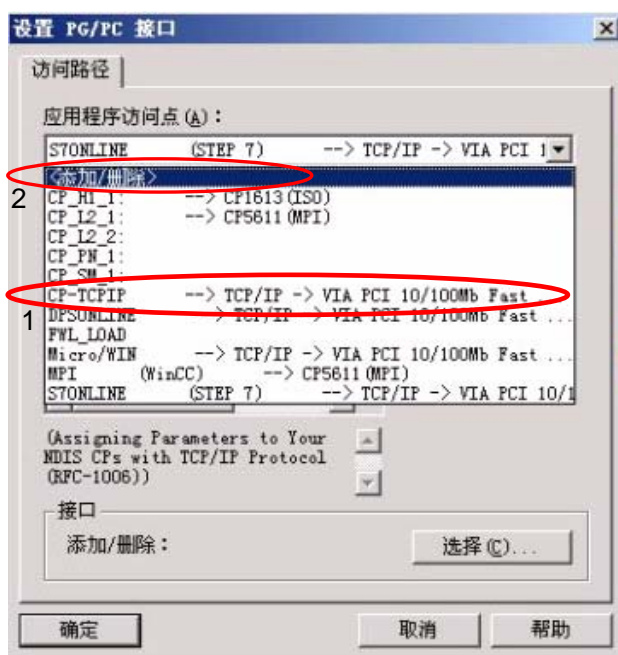 设置 PG/PC 接口
访问路径
应用程序访问点(A):
S7ONLINE (STEP 7) --> TCP/IP -> VIA PCI 1
<添加/删除>
2
CP_H1_1: --> CP1613(ISO)
CP_L2_1: --> CP5611(MPI)
CP_L2_2:
CP_PN_1:
CP_SM_1:
CP-TCPIP --> TCP/IP -> VIA PCI 10/100Mb Fast ...
1
DPSONLINE --> TCP/IP -> VIA PCI 10/100Mb Fast ...
FWL_LOAD
Micro/WIN --> TCP/IP -> VIA PCI 10/100Mb Fast ...
MPI (WinCC) --> CP5611(MPI)
S7ONLINE (STEP 7) --> TCP/IP -> VIA PCI 10/1
(Assigning Parameters to Your
NDIS CPs with TCP/IP Protocol
(RFC-1006))
接口
添加/删除:
选择(C)...
确定
取消
帮助